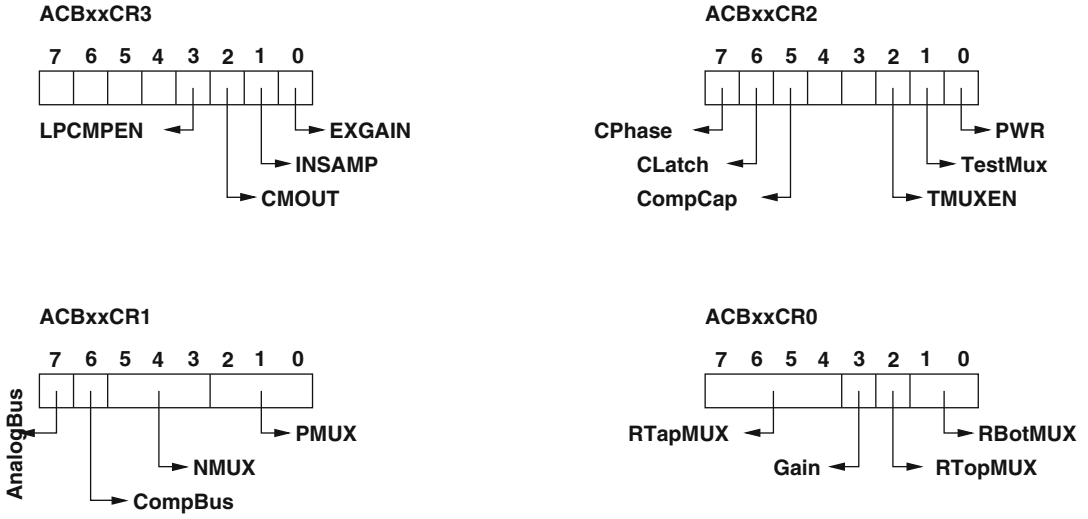 ACBxxCR3
7 6 5 4 3 2 1 0
LPCMPEN
EXGAIN
INSAMP
CMOUT
ACBxxCR2
7 6 5 4 3 2 1 0
CPhase
PWR
CLatch
TestMux
CompCap
TMUXEN
ACBxxCR1
7 6 5 4 3 2 1 0
AnalogBus
PMUX
NMUX
CompBus
ACBxxCR0
7 6 5 4 3 2 1 0
RTapMUX
RBotMUX
Gain
RTopMUX